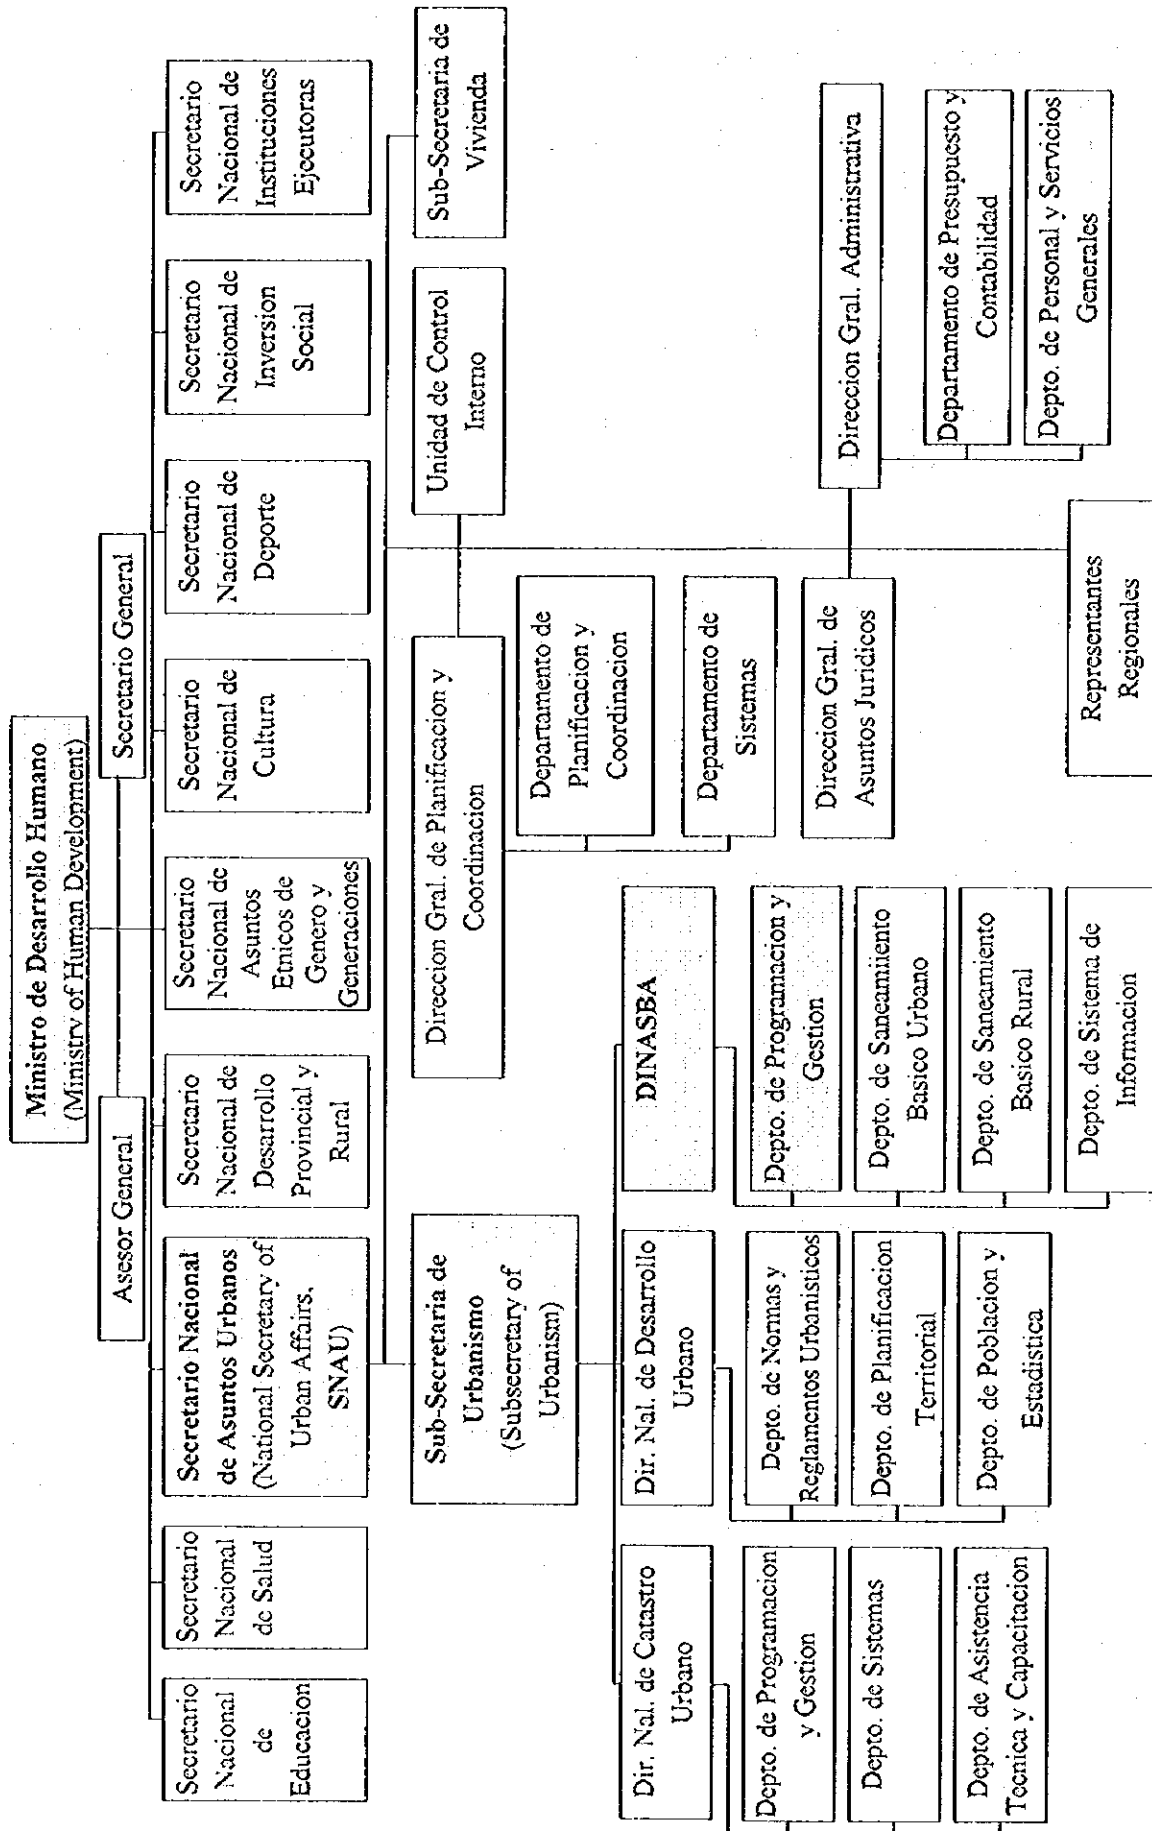 Ministro de Desarrollo Humano
(Ministry of Human Development)
Asesor General
Secretario General
Secretario
Nacional
de
Educacion
Secretario
Nacional
de Salud
Secretario Nacional
de Asuntos Urbanos
(National Secretary of
Urban Affairs,
SNAU)
Secretario
Nacional de
Desarrollo
Provincial y
Rural
Secretario
Nacional de
Asuntos
Etnicos de
Genero y
Generaciones
Secretario
Nacional de
Cultura
Secretario
Nacional de
Deporte
Secretario
Nacional de
Inversion
Social
Secretario
Nacional de
Instituciones
Ejecutoras
Sub-Secretaria de
Urbanismo
(Subsecretary of
Urbanism)
Direccion Gral. de Planificacion y
Coordinacion
Unidad de Control
Interno
Sub-Secretaria de
Vivienda
Departamento de
Planificacion y
Coordinacion
Departamento de
Sistemas
Dir. Nal. de Catastro
Urbano
Dir. Nal. de Desarrollo
Urbano
DINASBA
Depto. de Programacion
y Gestion
Depto. de Sistemas
Depto. de Asistencia
Tecnica y Capacitacion
Depto. de Normas y
Reglamentos Urbanisticos
Depto. de Planificacion
Territorial
Depto. de Poblacion y
Estadistica
Depto. de Programacion y
Gestion
Depto. de Saneamiiento
Basico Urbano
Depto. de Saneamiento
Basico Rural
Depto. de Sistema de
Informacion
Direccion Gral. de
Asuntos Juridicos
Direccion Gral. Administrativa
Departamento de Presupuesto y
Contabilidad
Depto. de Personal y Servicios
Generales
Representantes
Regionales